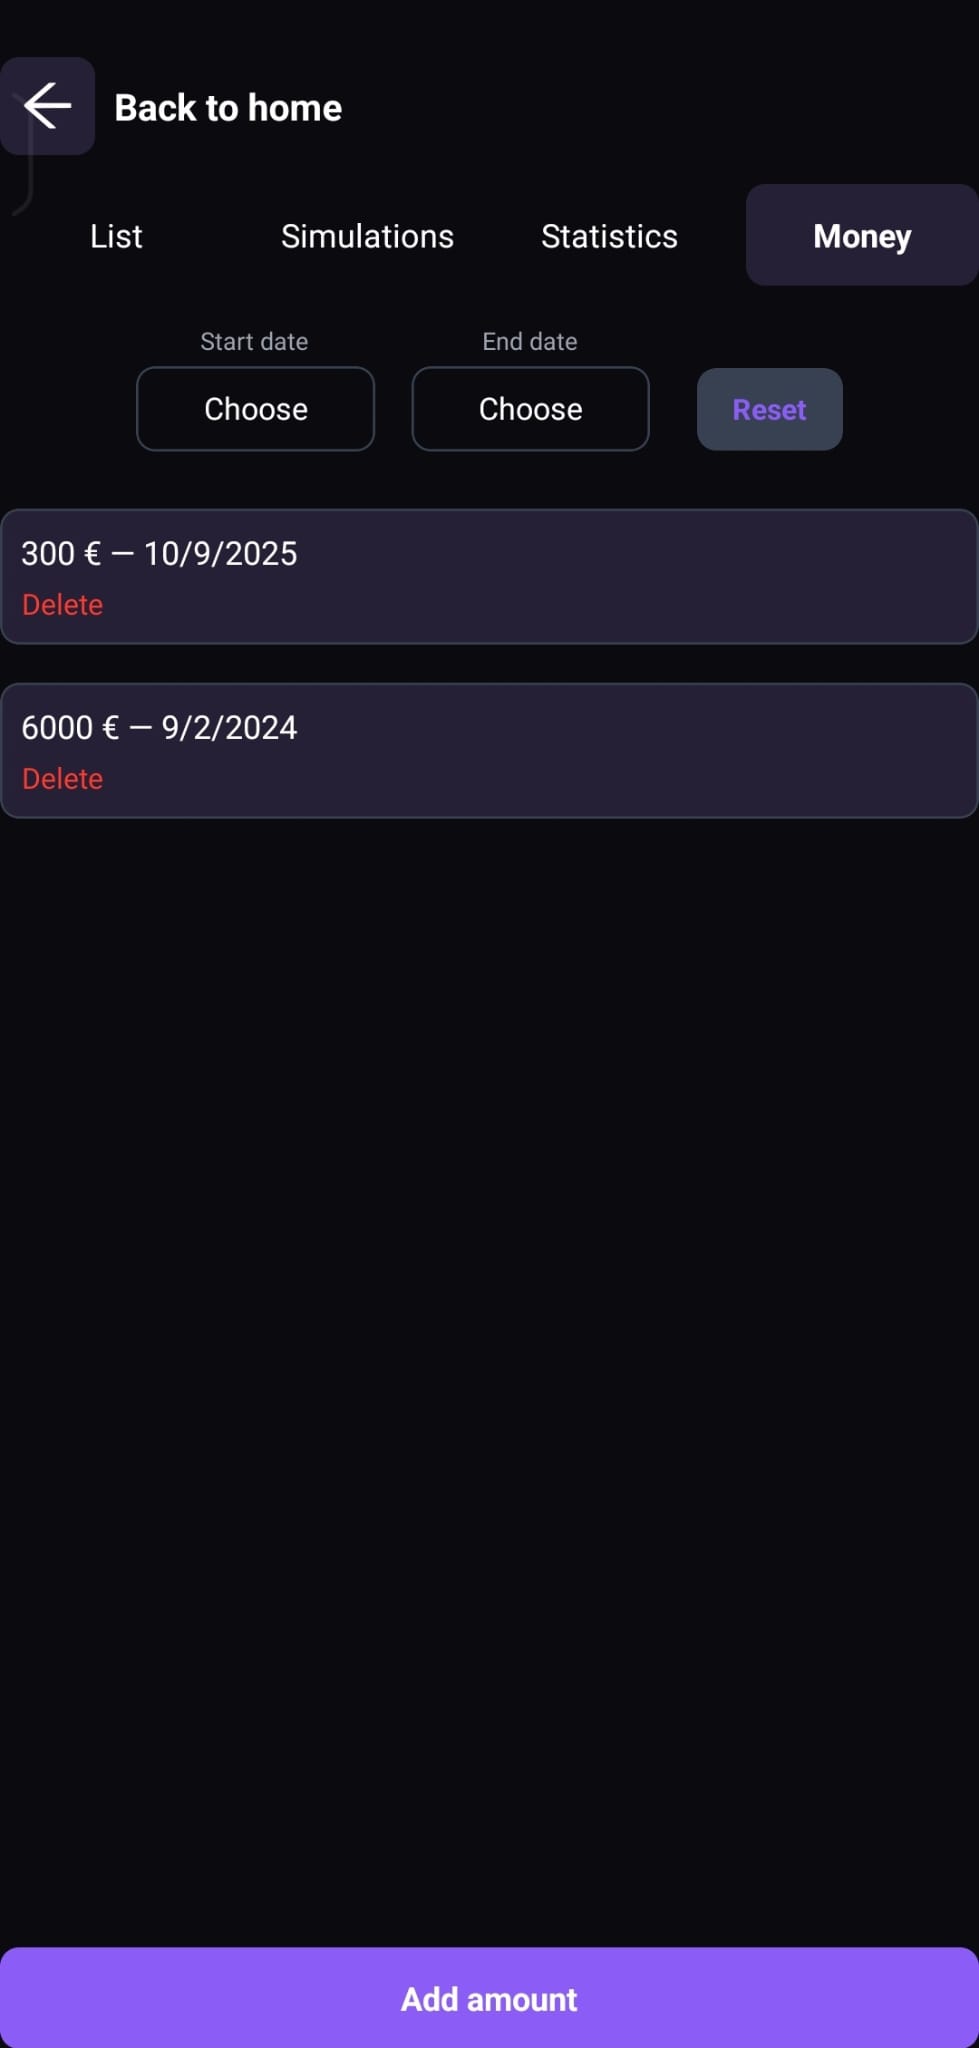 Back to home
List Simulations Statistics Money
Start date End date
Choose Choose Reset
300 € — 10/9/2025
Delete
6000 € — 9/2/2024
Delete
Add amount